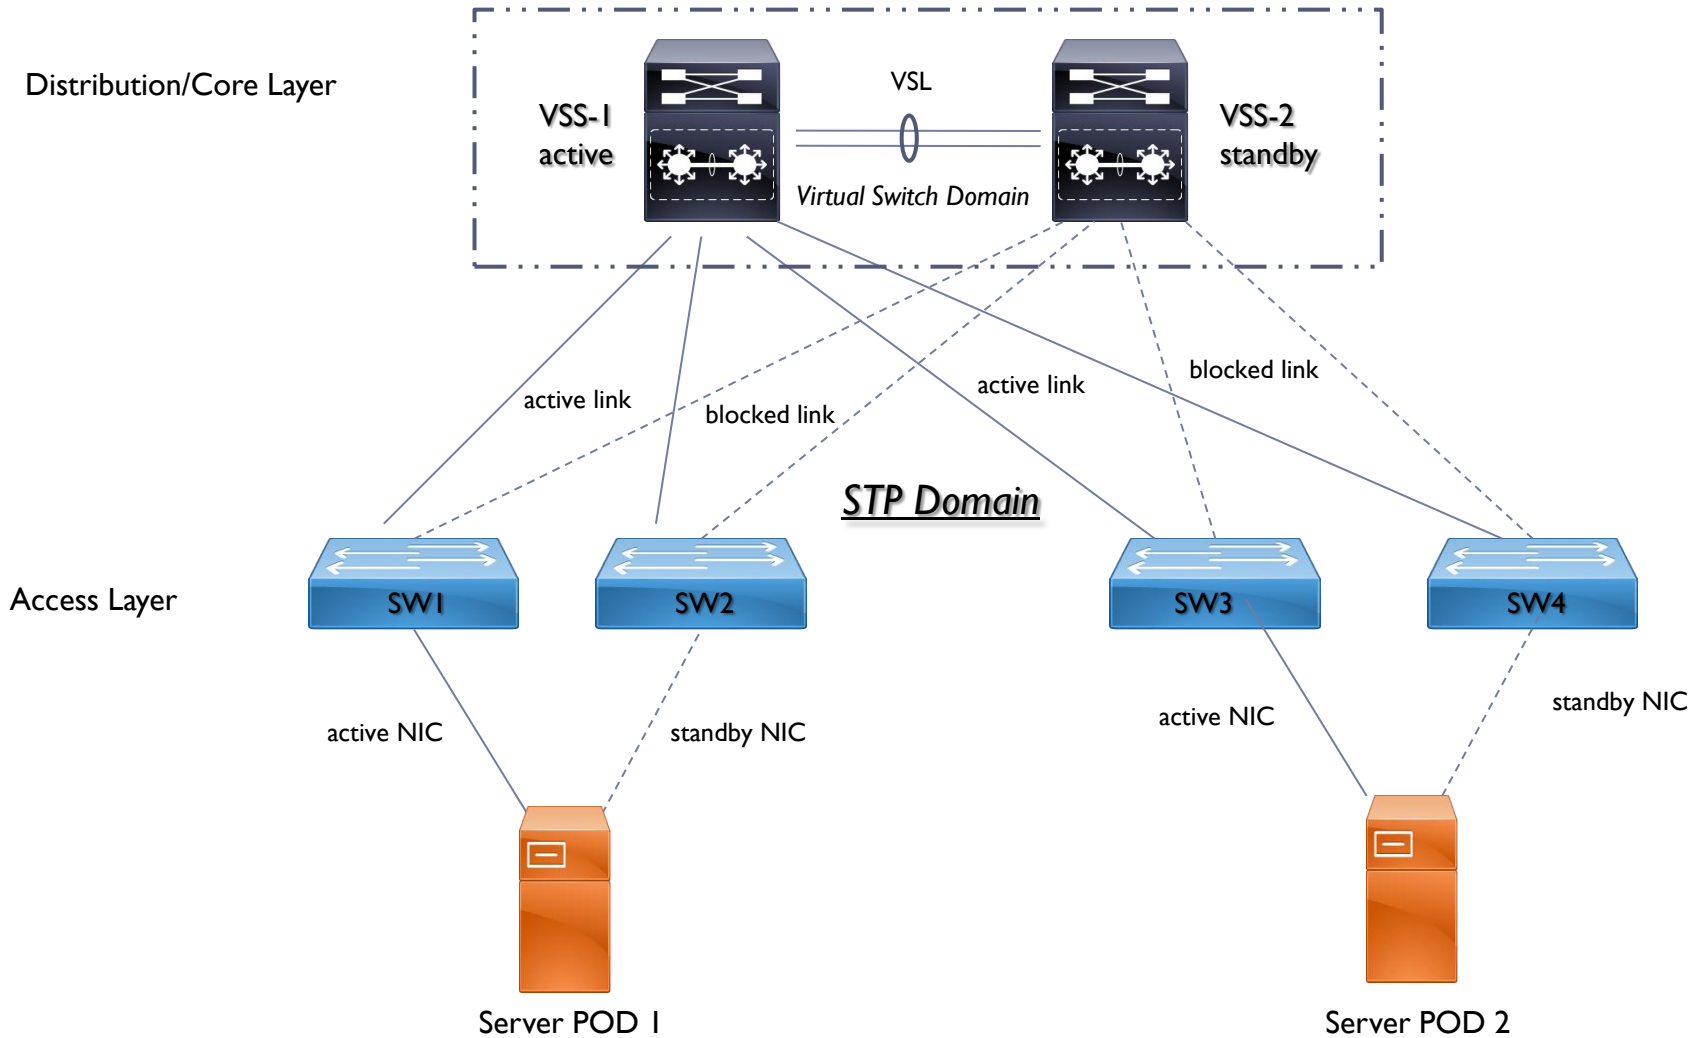 Distribution/Core Layer
VSS-1
active
VSL
VSS-2
standby
Virtual Switch Domain
active link
blocked link
active link
blocked link
STP Domain
Access Layer
SW1
SW2
SW3
SW4
active NIC
standby NIC
active NIC
standby NIC
Server POD 1
Server POD 2